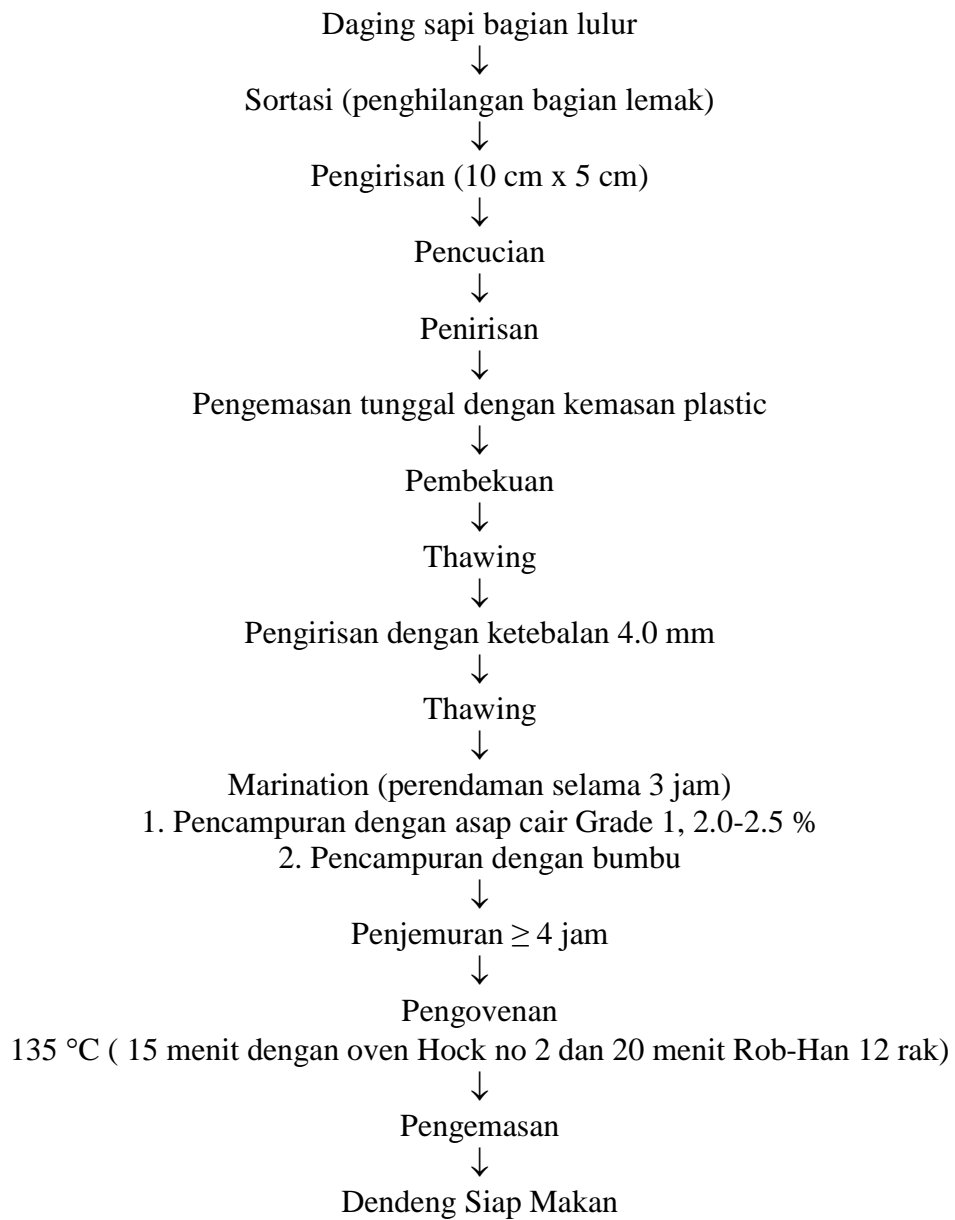 Daging sapi bagian lulur
↓
Sortasi (penghilangan bagian lemak)
↓
Pengirisan (10 cm x 5 cm)
↓
Pencucian
↓
Penirisan
↓
Pengemasan tunggal dengan kemasan plastic
↓
Pembekuan
↓
Thawing
↓
Pengirisan dengan ketebalan 4.0 mm
↓
Thawing
↓
Marination (perendaman selama 3 jam)
1. Pencampuran dengan asap cair Grade 1, 2.0-2.5 %
2. Pencampuran dengan bumbu
↓
Penjemuran ≥ 4 jam
↓
Pengovenan
135 °C ( 15 menit dengan oven Hock no 2 dan 20 menit Rob-Han 12 rak)
↓
Pengemasan
↓
Dendeng Siap Makan